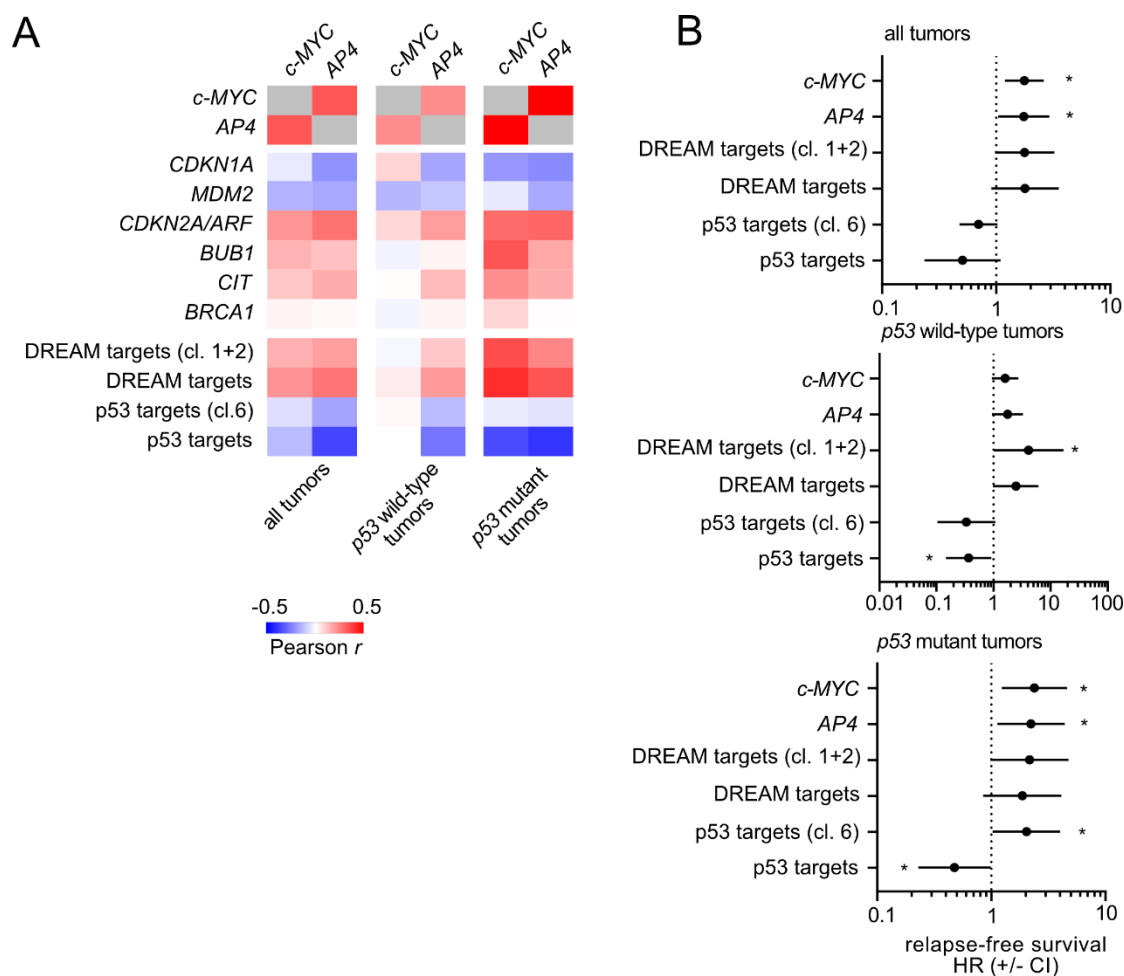 A
c-MYC
AP4
c-MYC
AP4
c-MYC
AP4
c-MYC
AP4
CDKN1A
MDM2
CDKN2A/ARF
BUB1
CIT
BRCA1
DREAM targets (cl. 1+2)
DREAM targets
p53 targets (cl.6)
p53 targets
all tumors
p53 wild-type
tumors
p53 mutant
tumors
-0.5 0.5
Pearson r
B
all tumors
c-MYC *
AP4 *
DREAM targets (cl. 1+2)
DREAM targets
p53 targets (cl. 6)
p53 targets
0.1 1 10
p53 wild-type tumors
c-MYC
AP4
DREAM targets (cl. 1+2) *
DREAM targets
p53 targets (cl. 6)
p53 targets *
0.01 0.1 1 10 100
p53 mutant tumors
c-MYC *
AP4 *
DREAM targets (cl. 1+2)
DREAM targets
p53 targets (cl. 6) *
p53 targets *
0.1 1 10
relapse-free survival
HR (+/- CI)